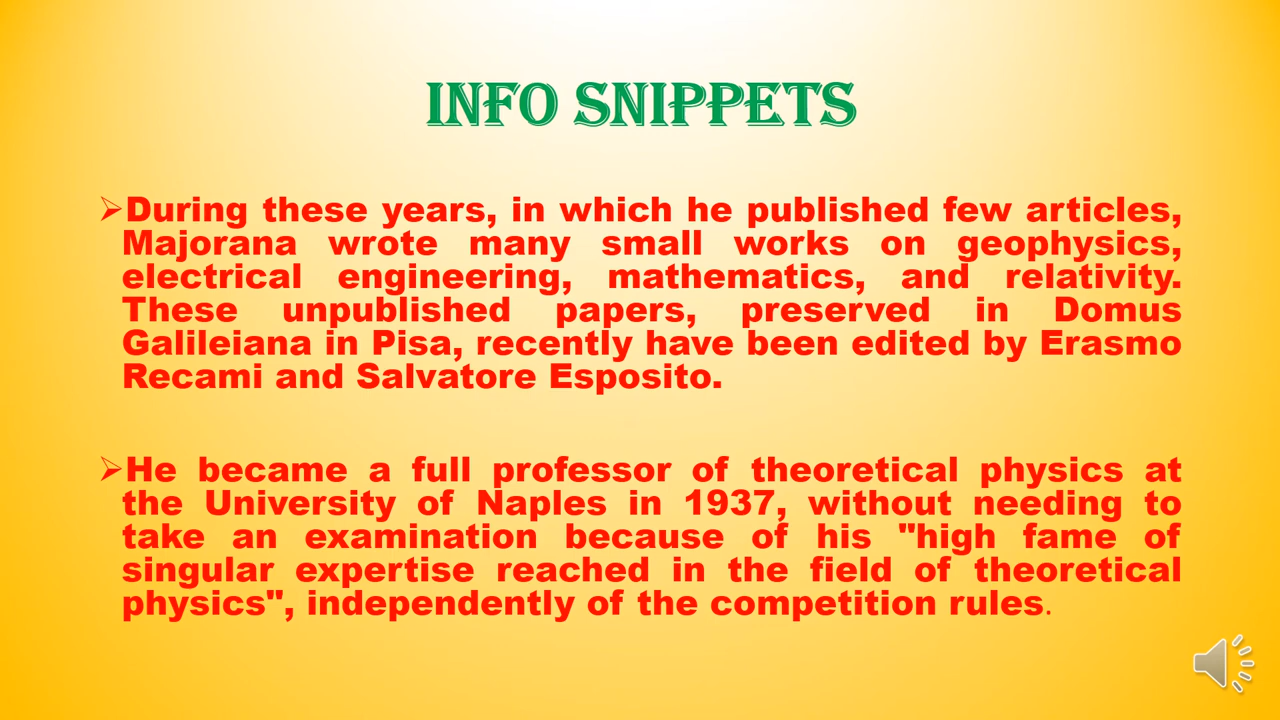 INFO SNIPPETS
➢During these years, in which he published few articles,
Majorana wrote many small works on geophysics,
electrical engineering, mathematics, and relativity.
These unpublished papers, preserved in Domus
Galileiana in Pisa, recently have been edited by Erasmo
Recami and Salvatore Esposito.
➢He became a full professor of theoretical physics at
the University of Naples in 1937, without needing to
take an examination because of his "high fame of
singular expertise reached in the field of theoretical
physics", independently of the competition rules.